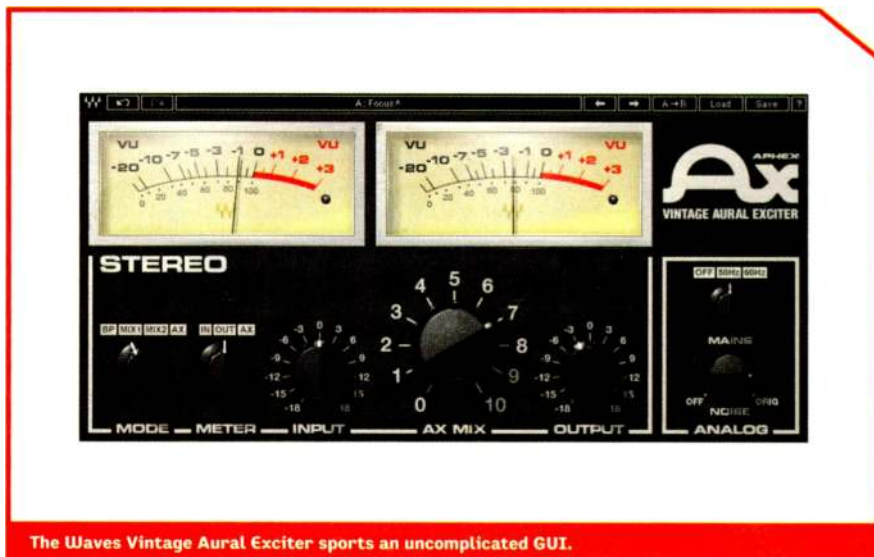 A: Focus*
A→B
Load
Save
?
VU
VU
-20 -10 -7 -5 -3 -1 0 +1 +2 +3
0 20 40 60 80 100
VU
VU
-20 -10 -7 -5 -3 -1 0 +1 +2 +3
0 20 40 60 80 100
APHEX
Ax
VINTAGE AURAL EXCITER
STEREO
BP MIX1 MIX2 AX
MODE
IN OUT AX
METER
-18 -15 -12 -9 -6 -3 0 3 6 9 12 15 18
INPUT
0 1 2 3 4 5 6 7 8 9 10
AX MIX
-18 -15 -12 -9 -6 -3 0 3 6 9 12 15 18
OUTPUT
OFF 50Hz 60Hz
MAINS
OFF ORIG
NOISE
ANALOG
The Waves Vintage Aural Exciter sports an uncomplicated GUI.